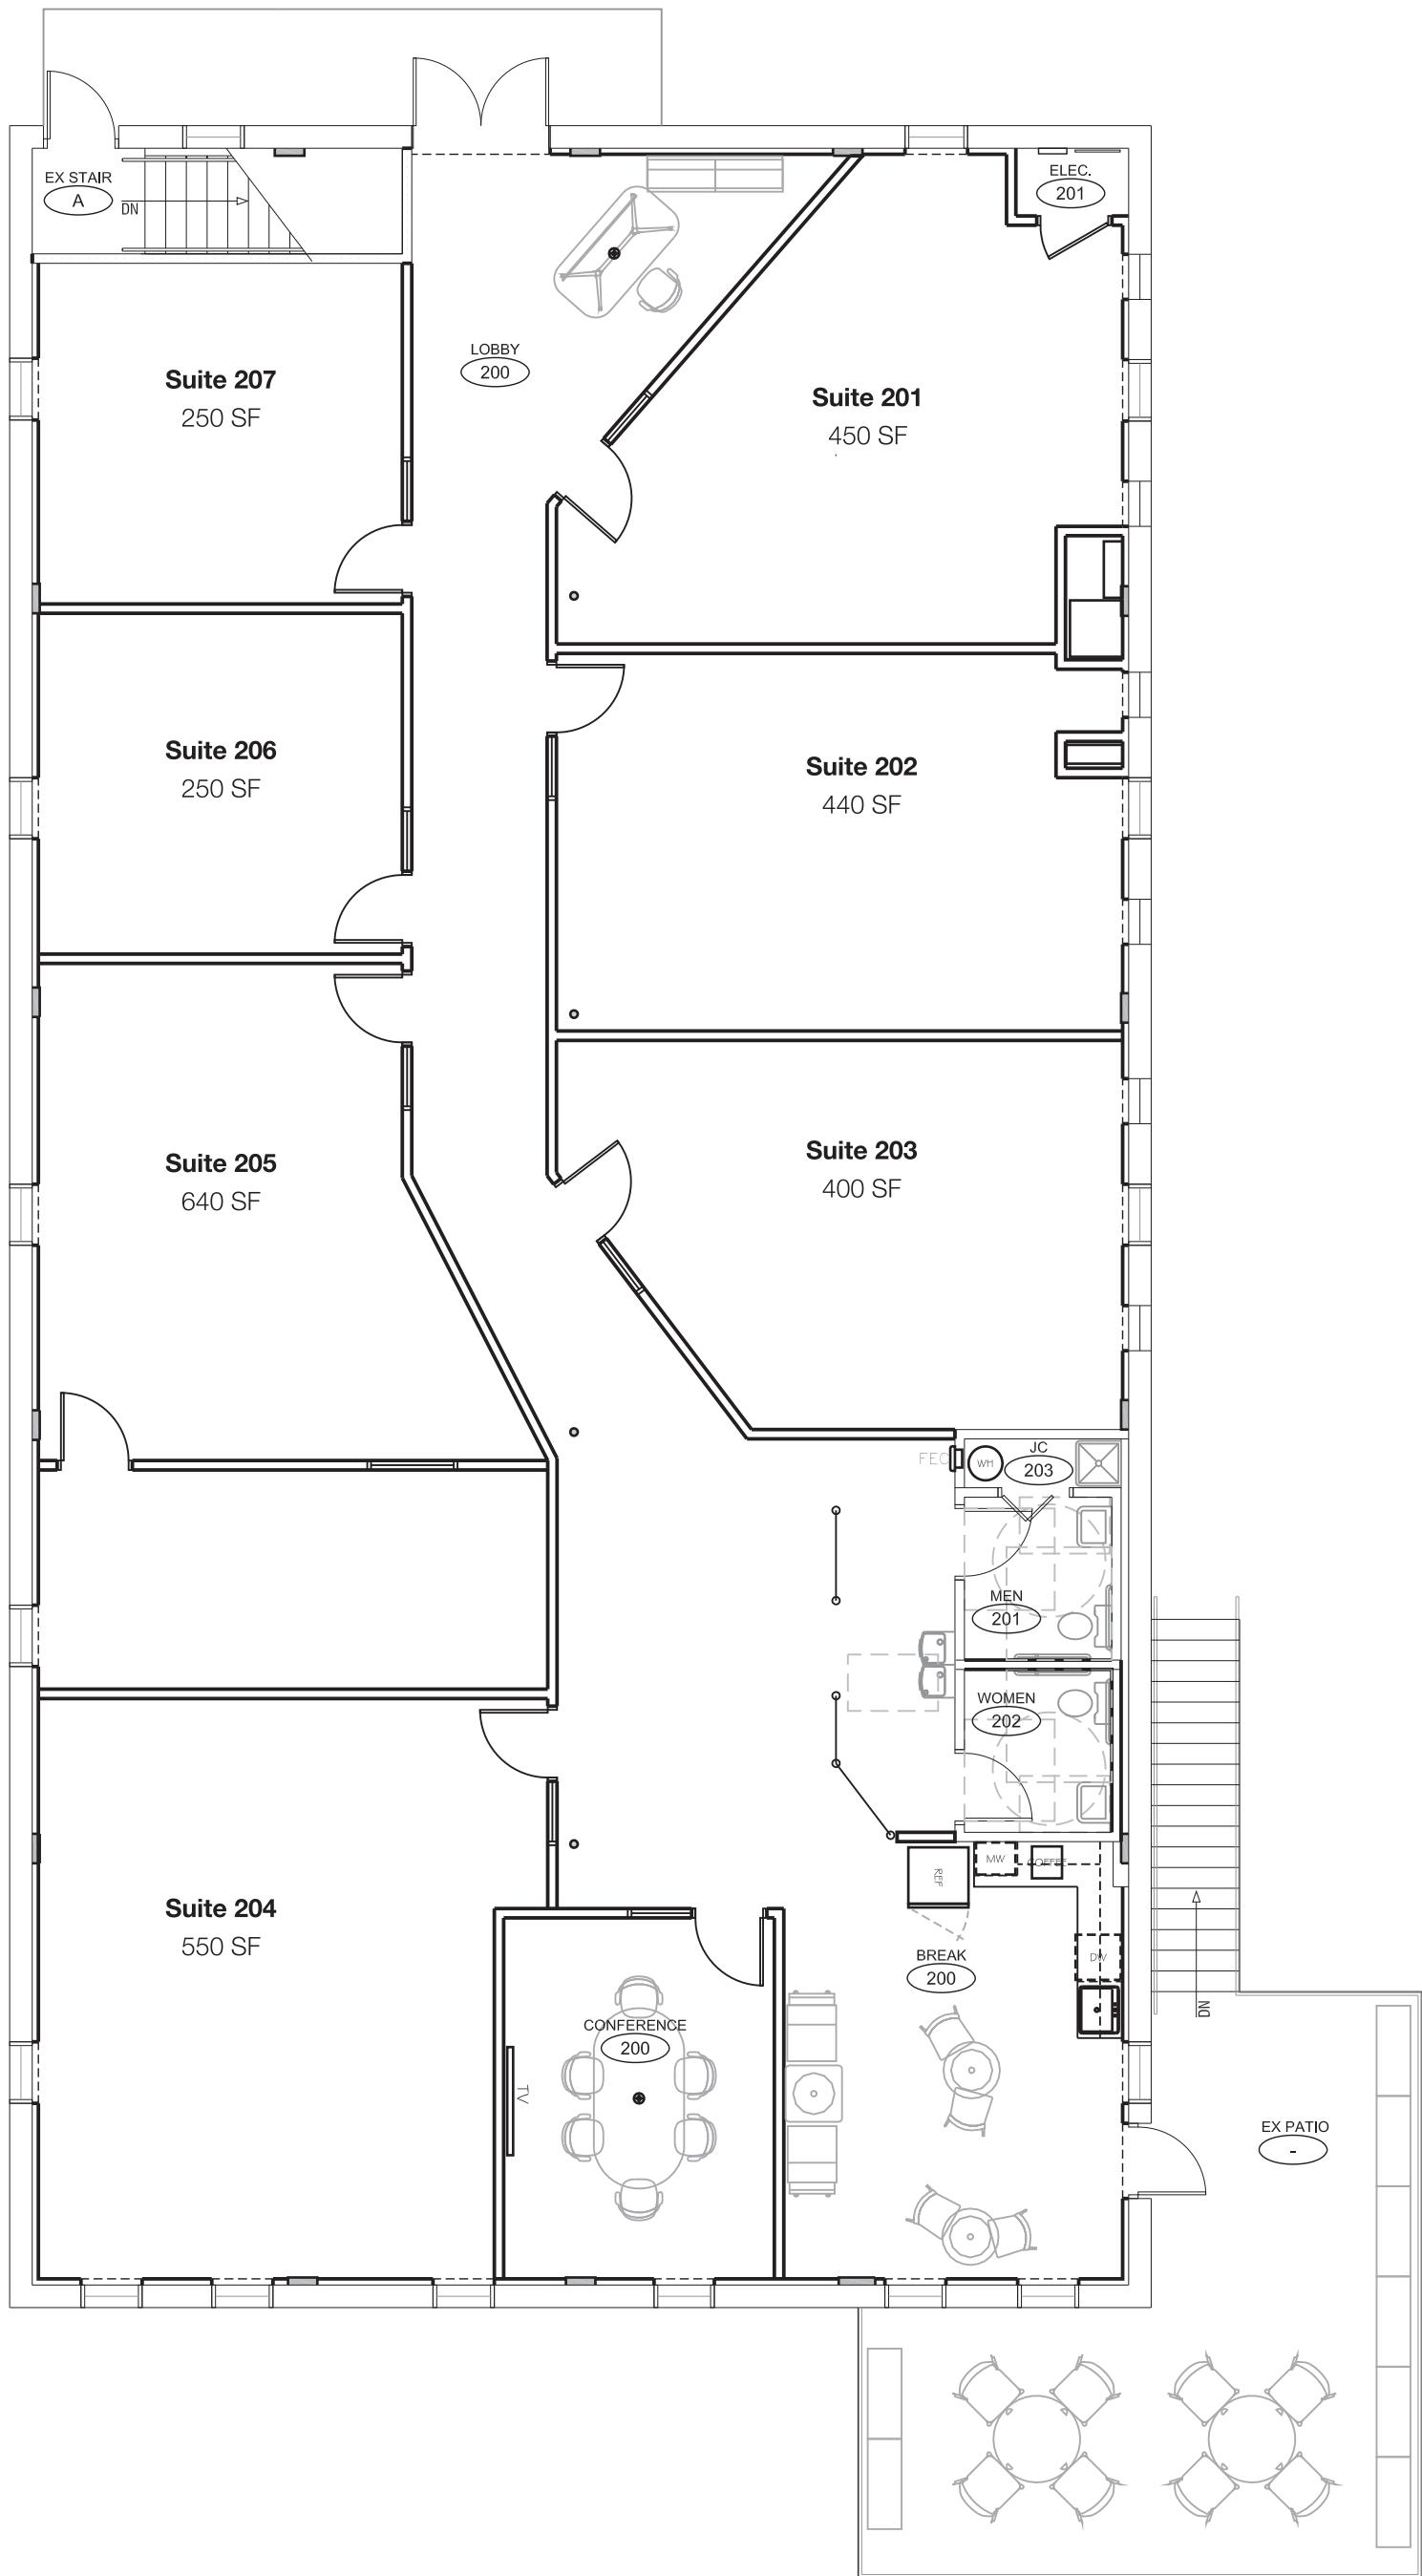 EX STAIR
A
DN
ELEC.
201
LOBBY
200
Suite 207
250 SF
Suite 201
450 SF
Suite 206
250 SF
Suite 202
440 SF
Suite 205
640 SF
Suite 203
400 SF
FEC
WH
JC
203
MEN
201
WOMEN
202
MW
COFFEE
REF
Suite 204
550 SF
BREAK
200
DW
DN
CONFERENCE
200
TV
EX PATIO
-